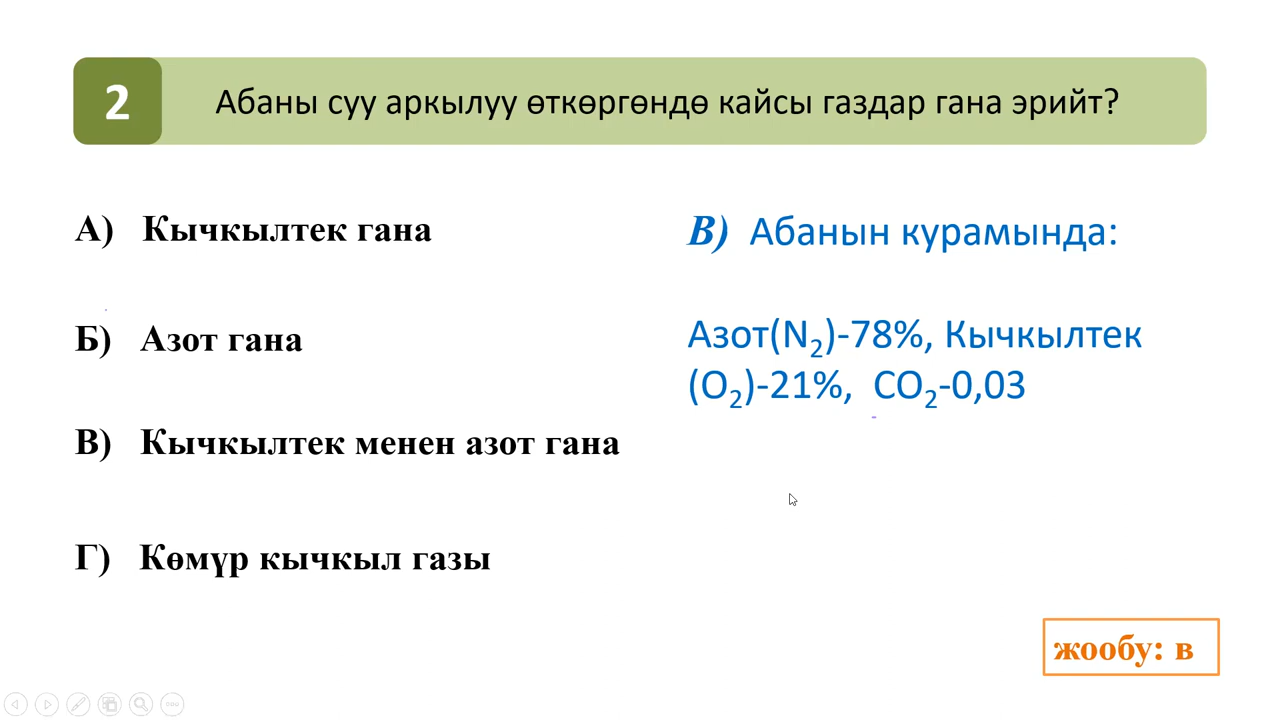 2
Абаны суу аркылуу өткөргөндө кайсы газдар гана эрийт?
А) Кычкылтек гана
Б) Азот гана
В) Кычкылтек менен азот гана
Г) Көмүр кычкыл газы
В) Абанын курамында:
Азот(N₂)-78%, Кычкылтек
(O₂)-21%, СО₂-0,03
жообу: в